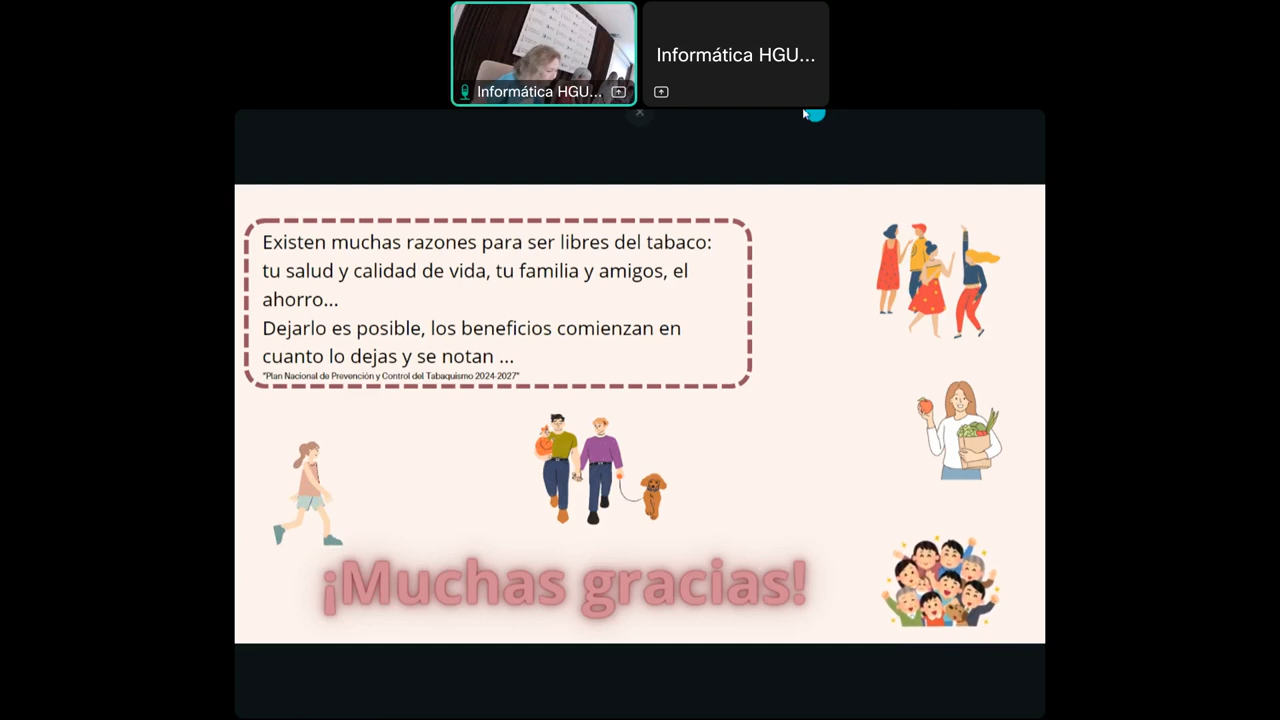 Informática HGU...
Informática HGU...
Existen muchas razones para ser libres del tabaco:
tu salud y calidad de vida, tu familia y amigos, el
ahorro...
Dejarlo es posible, los beneficios comienzan en
cuanto lo dejas y se notan ...
"Plan Nacional de Prevención y Control del Tabaquismo 2024-2027"
¡Muchas gracias!